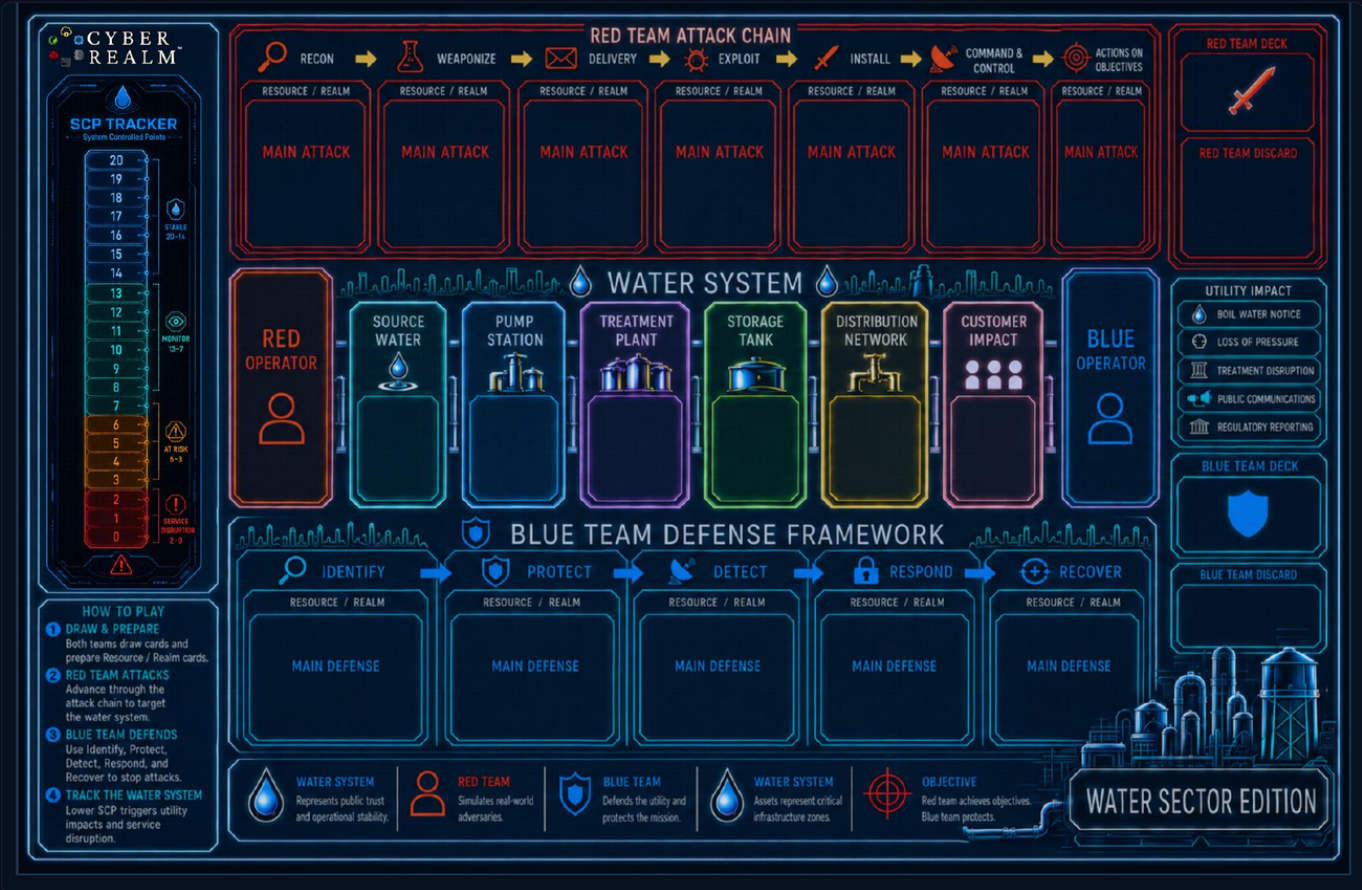 CYBER
REALM™
SCP TRACKER
System Controlled Points
20
19
18
17
16
15
14
13
12
11
10
9
8
7
6
5
4
3
2
1
0
STABLE
20-14
MONITOR
13-7
AT RISK
6-3
SERVICE
DISRUPTION
2-0
HOW TO PLAY
1 DRAW & PREPARE
Both teams draw cards and
prepare Resource / Realm cards.
2 RED TEAM ATTACKS
Advance through the
attack chain to target
the water system.
3 BLUE TEAM DEFENDS
Use Identify, Protect,
Detect, Respond, and
Recover to stop attacks.
4 TRACK THE WATER SYSTEM
Lower SCP triggers utility
impacts and service
disruption.
RED TEAM ATTACK CHAIN
RECON
WEAPONIZE
DELIVERY
EXPLOIT
INSTALL
COMMAND &
CONTROL
ACTIONS ON
OBJECTIVES
RESOURCE / REALM
RESOURCE / REALM
RESOURCE / REALM
RESOURCE / REALM
RESOURCE / REALM
RESOURCE / REALM
RESOURCE / REALM
MAIN ATTACK
MAIN ATTACK
MAIN ATTACK
MAIN ATTACK
MAIN ATTACK
MAIN ATTACK
MAIN ATTACK
RED TEAM DECK
RED TEAM DISCARD
WATER SYSTEM
RED
OPERATOR
SOURCE
WATER
PUMP
STATION
TREATMENT
PLANT
STORAGE
TANK
DISTRIBUTION
NETWORK
CUSTOMER
IMPACT
BLUE
OPERATOR
UTILITY IMPACT
BOIL WATER NOTICE
LOSS OF PRESSURE
TREATMENT DISRUPTION
PUBLIC COMMUNICATIONS
REGULATORY REPORTING
BLUE TEAM DECK
BLUE TEAM DISCARD
BLUE TEAM DEFENSE FRAMEWORK
IDENTIFY
PROTECT
DETECT
RESPOND
RECOVER
RESOURCE / REALM
RESOURCE / REALM
RESOURCE / REALM
RESOURCE / REALM
RESOURCE / REALM
MAIN DEFENSE
MAIN DEFENSE
MAIN DEFENSE
MAIN DEFENSE
MAIN DEFENSE
WATER SYSTEM
Represents public trust
and operational stability.
RED TEAM
Simulates real-world
adversaries.
BLUE TEAM
Defends the utility and
protects the mission.
WATER SYSTEM
Assets represent critical
infrastructure zones.
OBJECTIVE
Red team achieves objectives.
Blue team protects.
WATER SECTOR EDITION